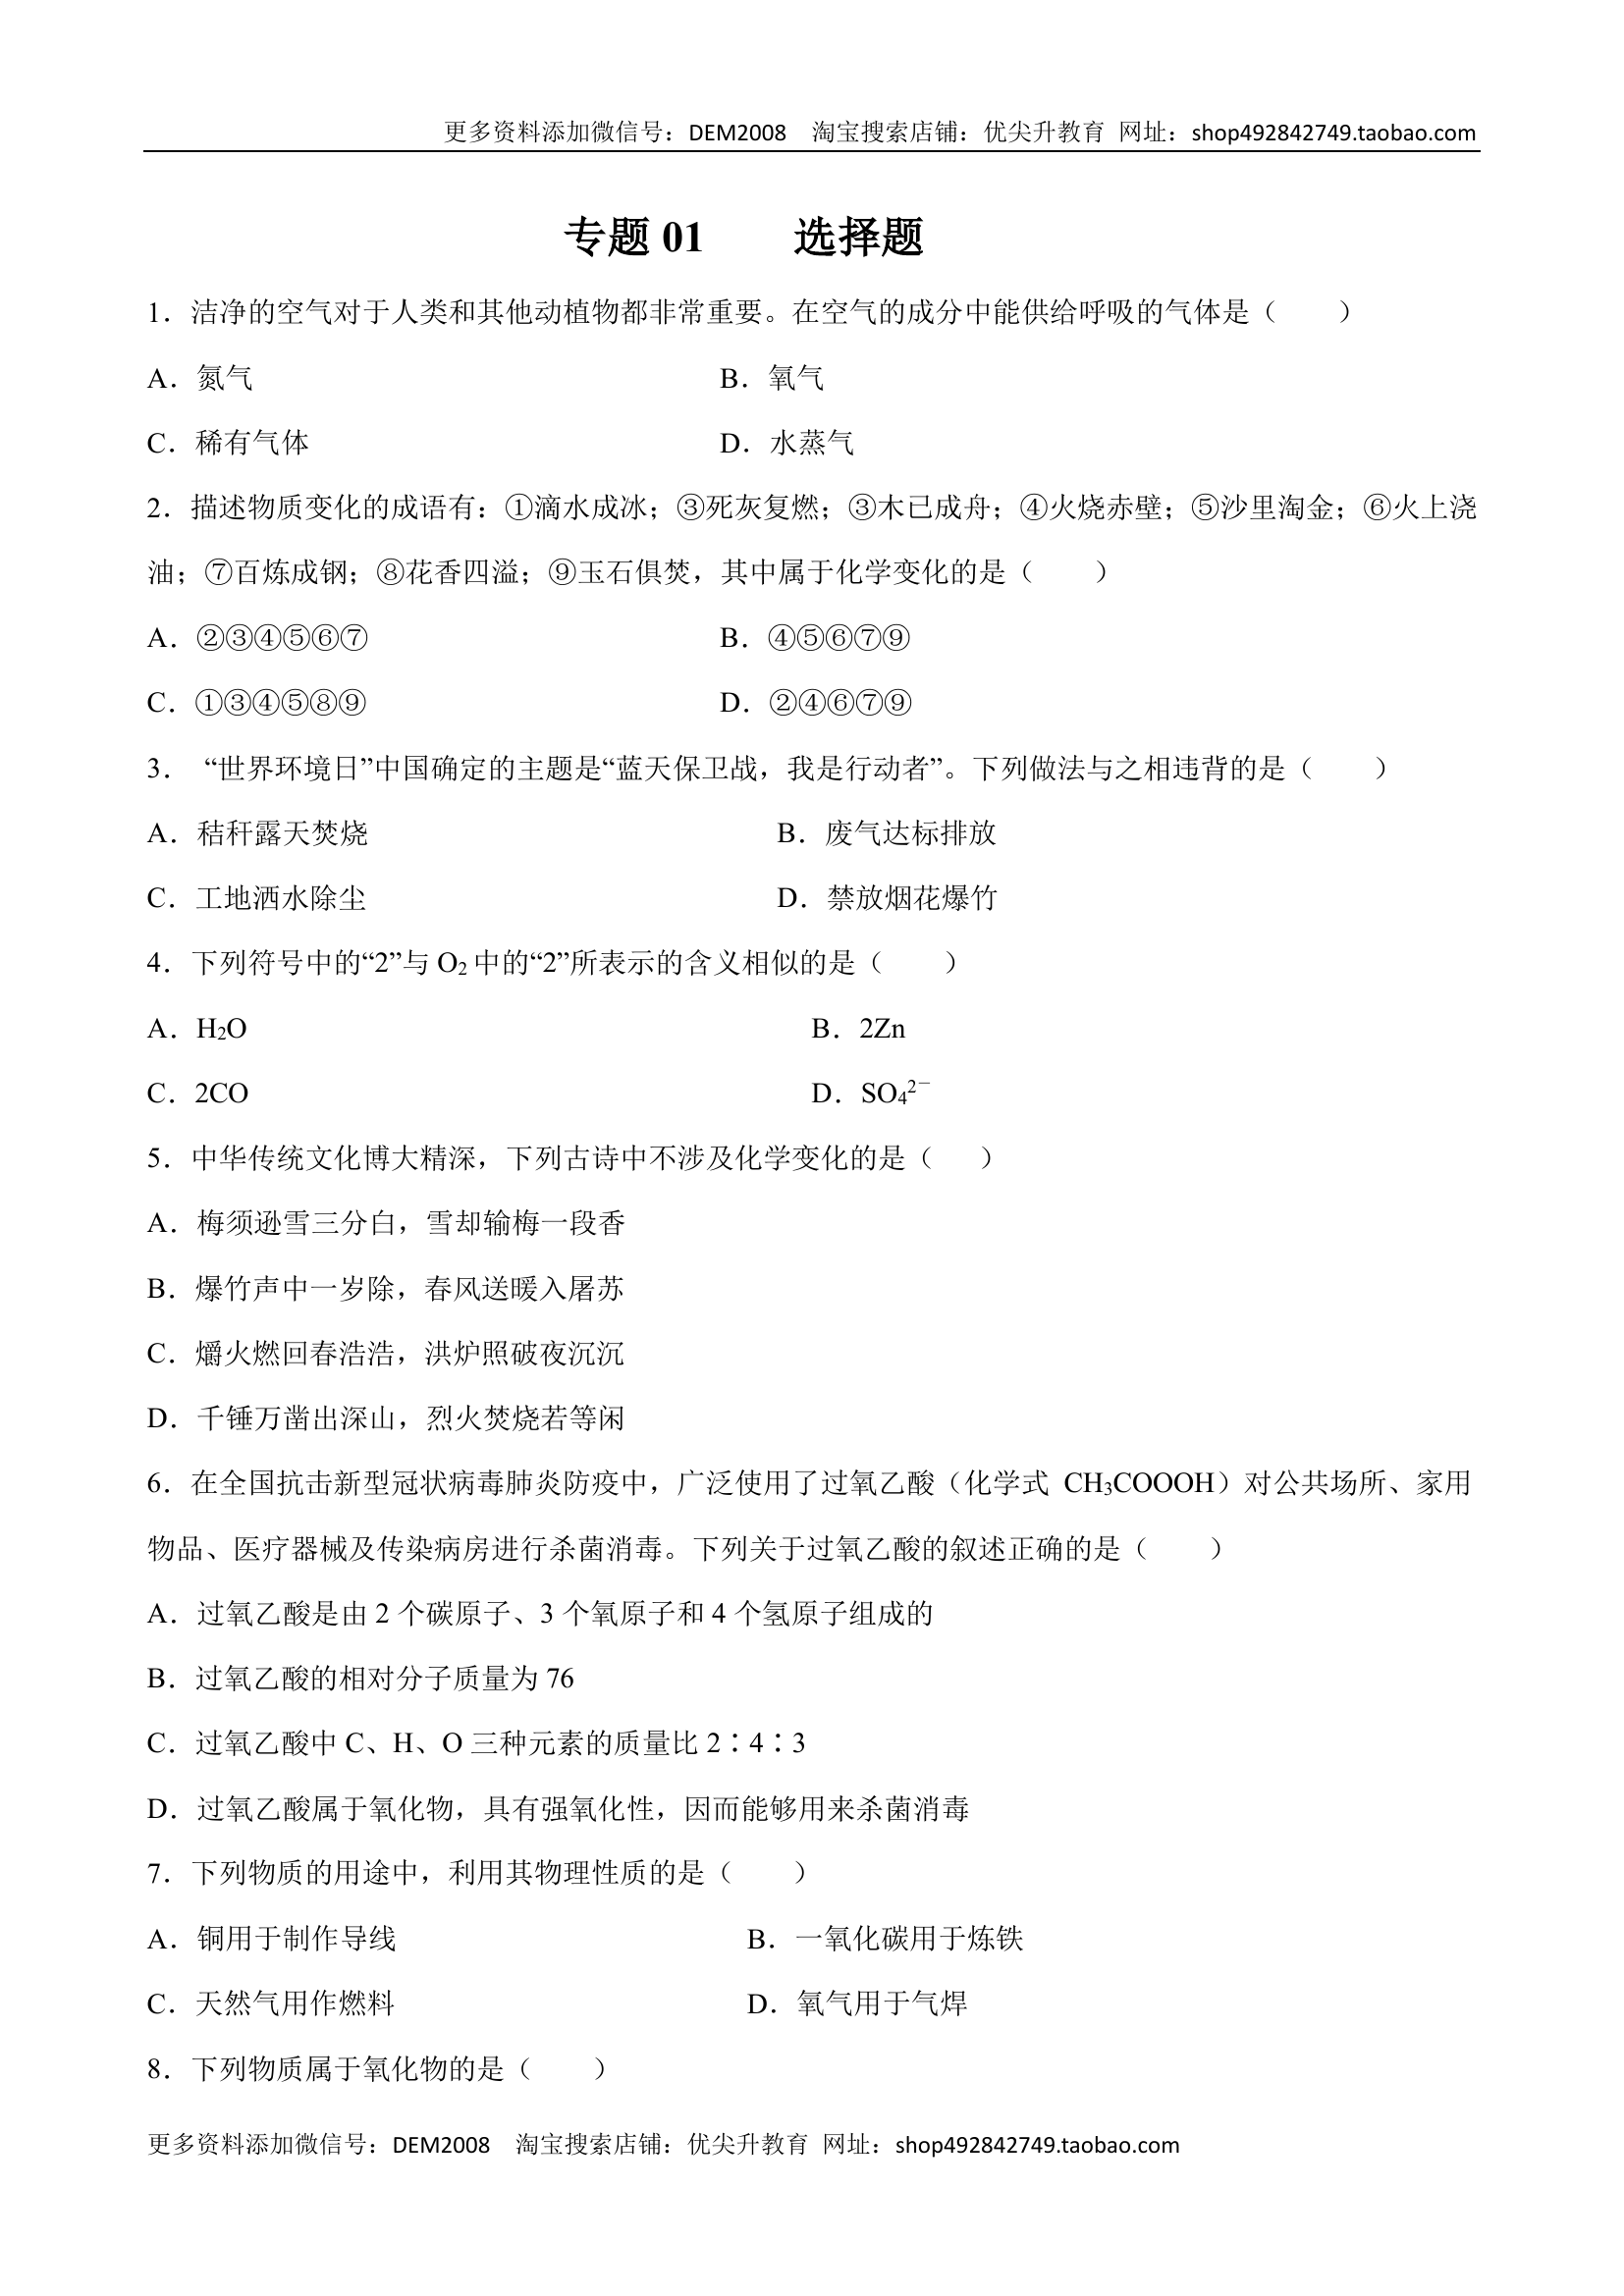 更多资料添加微信号：DEM2008 淘宝搜索店铺：优尖升教育 网址：shop492842749.taobao.com
专题 01 选择题
1．洁净的空气对于人类和其他动植物都非常重要。在空气的成分中能供给呼吸的气体是（ ）
A．氮气 B．氧气
C．稀有气体 D．水蒸气
2．描述物质变化的成语有：①滴水成冰；③死灰复燃；③木已成舟；④火烧赤壁；⑤沙里淘金；⑥火上浇
油；⑦百炼成钢；⑧花香四溢；⑨玉石俱焚，其中属于化学变化的是（ ）
A．②③④⑤⑥⑦ B．④⑤⑥⑦⑨
C．①③④⑤⑧⑨ D．②④⑥⑦⑨
3． “世界环境日”中国确定的主题是“蓝天保卫战，我是行动者”。下列做法与之相违背的是（ ）
A．秸秆露天焚烧 B．废气达标排放
C．工地洒水除尘 D．禁放烟花爆竹
4．下列符号中的“2”与 O₂ 中的“2”所表示的含义相似的是（ ）
A．H₂O B．2Zn
C．2CO D．SO₄²⁻
5．中华传统文化博大精深，下列古诗中不涉及化学变化的是（ ）
A．梅须逊雪三分白，雪却输梅一段香
B．爆竹声中一岁除，春风送暖入屠苏
C．爝火燃回春浩浩，洪炉照破夜沉沉
D．千锤万凿出深山，烈火焚烧若等闲
6．在全国抗击新型冠状病毒肺炎防疫中，广泛使用了过氧乙酸（化学式 CH₃COOOH）对公共场所、家用
物品、医疗器械及传染病房进行杀菌消毒。下列关于过氧乙酸的叙述正确的是（ ）
A．过氧乙酸是由 2 个碳原子、3 个氧原子和 4 个氢原子组成的
B．过氧乙酸的相对分子质量为 76
C．过氧乙酸中 C、H、O 三种元素的质量比 2∶4∶3
D．过氧乙酸属于氧化物，具有强氧化性，因而能够用来杀菌消毒
7．下列物质的用途中，利用其物理性质的是（ ）
A．铜用于制作导线 B．一氧化碳用于炼铁
C．天然气用作燃料 D．氧气用于气焊
8．下列物质属于氧化物的是（ ）
更多资料添加微信号：DEM2008 淘宝搜索店铺：优尖升教育 网址：shop492842749.taobao.com